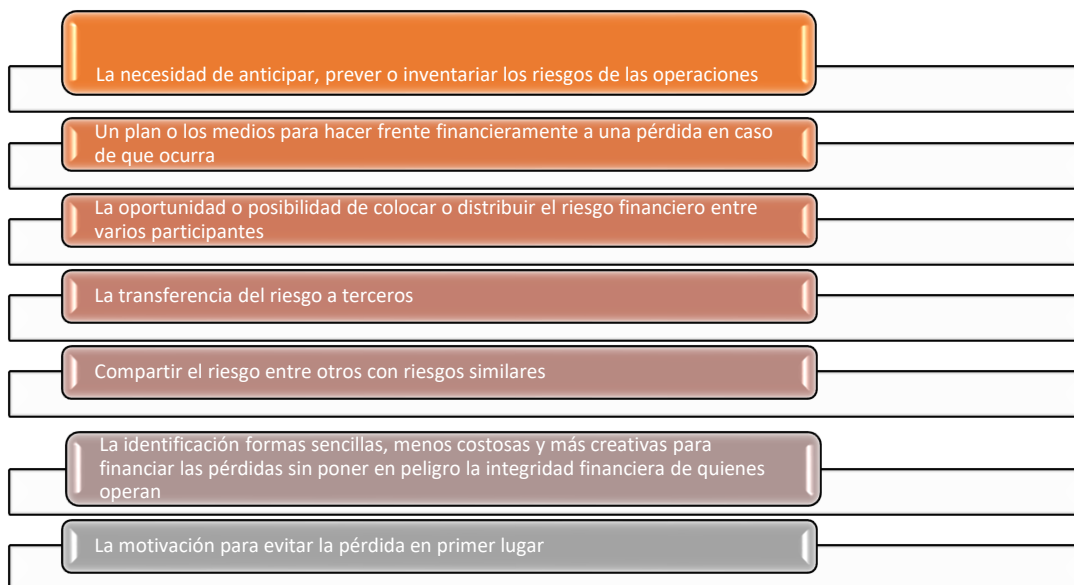 La necesidad de anticipar, prever o inventariar los riesgos de las operaciones
Un plan o los medios para hacer frente financieramente a una pérdida en caso
de que ocurra
La oportunidad o posibilidad de colocar o distribuir el riesgo financiero entre
varios participantes
La transferencia del riesgo a terceros
Compartir el riesgo entre otros con riesgos similares
La identificación formas sencillas, menos costosas y más creativas para
financiar las pérdidas sin poner en peligro la integridad financiera de quienes
operan
La motivación para evitar la pérdida en primer lugar